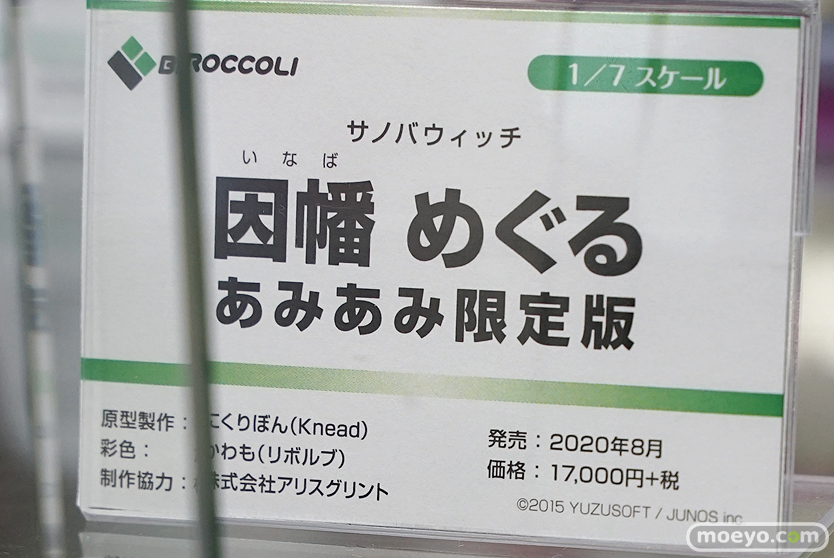 BROCCOLI
1/7スケール
サノバウィッチ
いなば
因幡 めぐる
あみあみ限定版
原型製作： にくりぼん(Knead)
彩色： かわも(リボルブ)
制作協力：株式会社アリスグリント
発売：2020年8月
価格：17,000円+税
©2015 YUZUSOFT / JUNOS inc.
moeyo.com